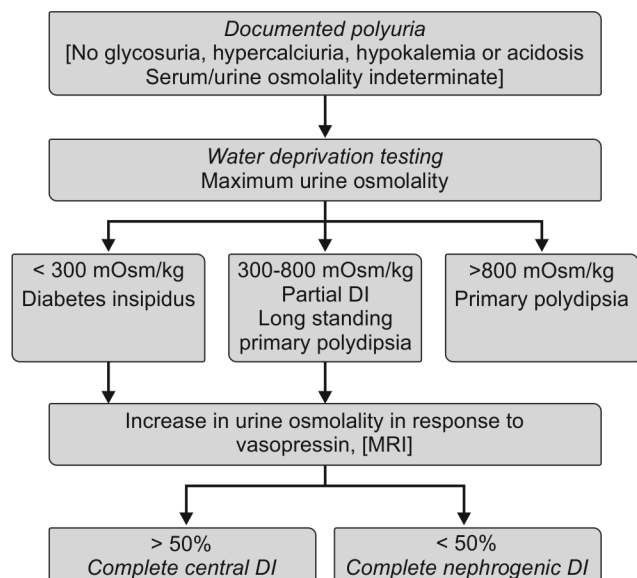 Documented polyuria
[No glycosuria, hypercalciuria, hypokalemia or acidosis
Serum/urine osmolality indeterminate]
Water deprivation testing
Maximum urine osmolality
< 300 mOsm/kg
Diabetes insipidus
300-800 mOsm/kg
Partial DI
Long standing
primary polydipsia
>800 mOsm/kg
Primary polydipsia
Increase in urine osmolality in response to
vasopressin, [MRI]
> 50%
Complete central DI
< 50%
Complete nephrogenic DI